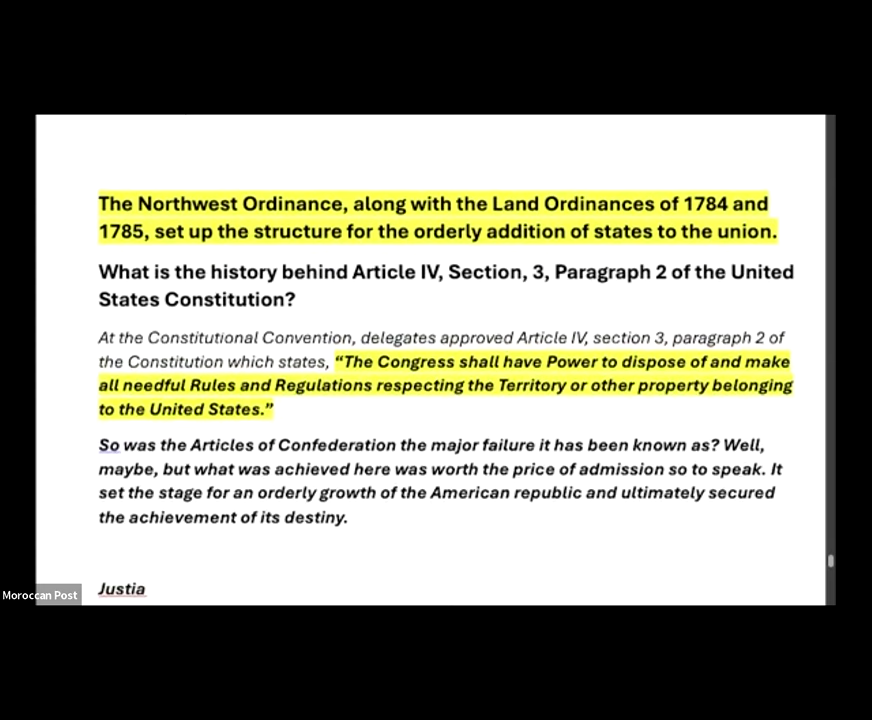 The Northwest Ordinance, along with the Land Ordinances of 1784 and
1785, set up the structure for the orderly addition of states to the union.
What is the history behind Article IV, Section, 3, Paragraph 2 of the United
States Constitution?
At the Constitutional Convention, delegates approved Article IV, section 3, paragraph 2 of
the Constitution which states, “The Congress shall have Power to dispose of and make
all needful Rules and Regulations respecting the Territory or other property belonging
to the United States.”
So was the Articles of Confederation the major failure it has been known as? Well,
maybe, but what was achieved here was worth the price of admission so to speak. It
set the stage for an orderly growth of the American republic and ultimately secured
the achievement of its destiny.
Justia
Moroccan Post